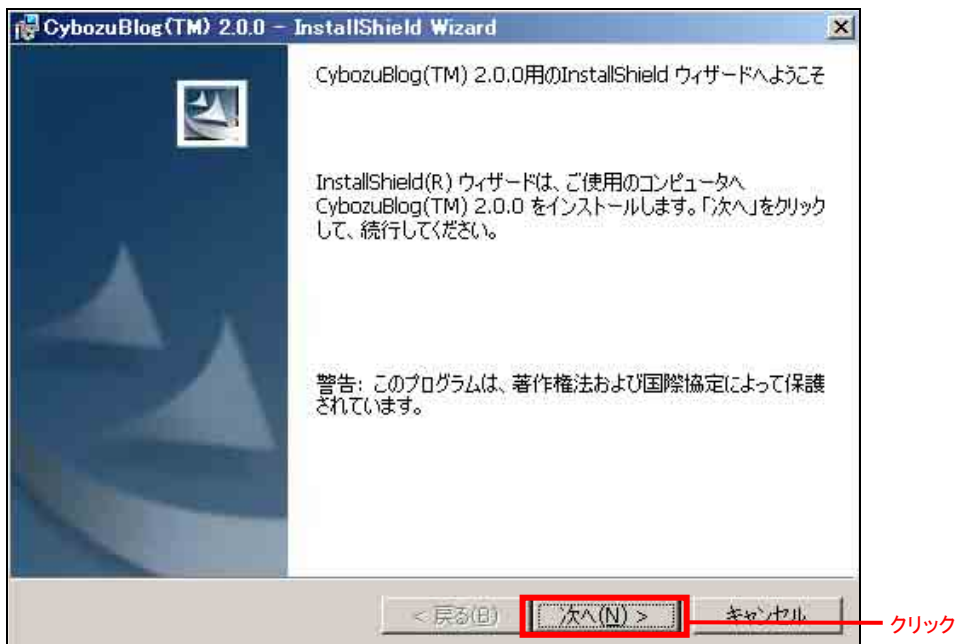 CybozuBlog(TM) 2.0.0 - InstallShield Wizard
CybozuBlog(TM) 2.0.0用のInstallShield ウィザードへようこそ
InstallShield(R) ウィザードは、ご使用のコンピュータへ
CybozuBlog(TM) 2.0.0 をインストールします。「次へ」をクリック
して、続行してください。
警告: このプログラムは、著作権法および国際協定によって保護
されています。
< 戻る(B)
次へ(N) >
キャンセル
クリック